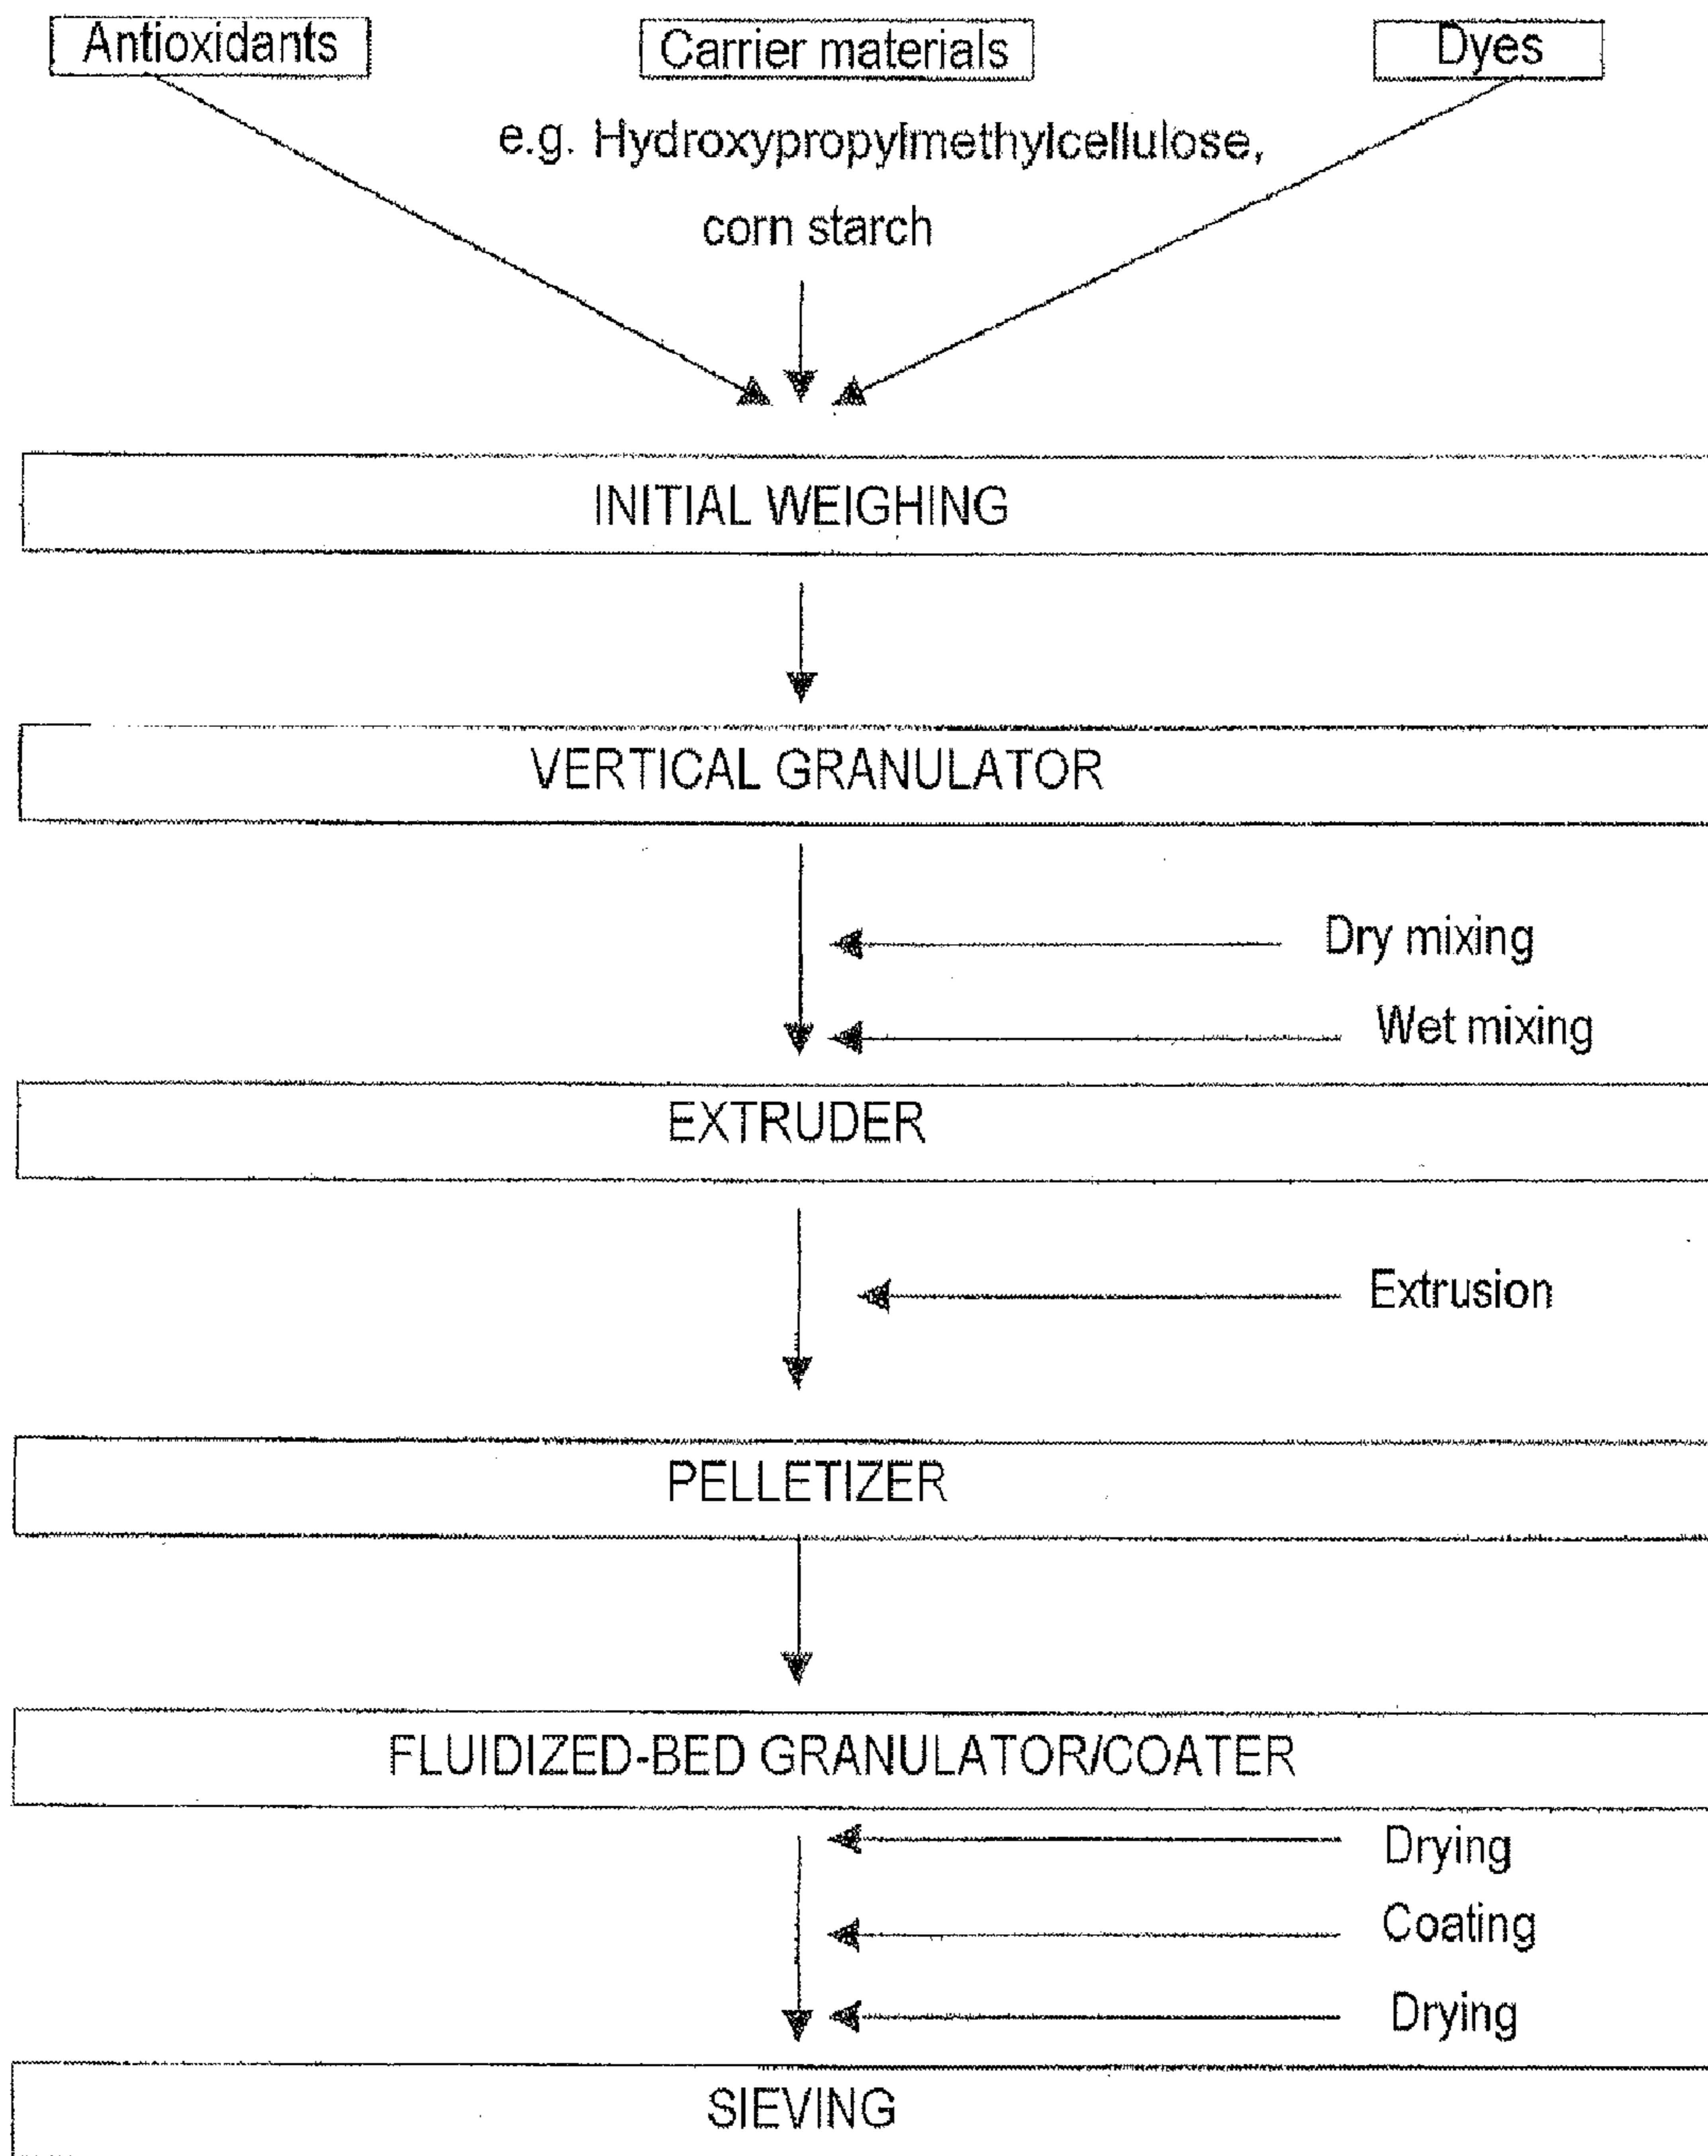 Antioxidants
Carrier materials
Dyes
e.g. Hydroxypropylmethylcellulose,
corn starch
INITIAL WEIGHING
VERTICAL GRANULATOR
Dry mixing
Wet mixing
EXTRUDER
Extrusion
PELLETIZER
FLUIDIZED-BED GRANULATOR/COATER
Drying
Coating
Drying
SIEVING